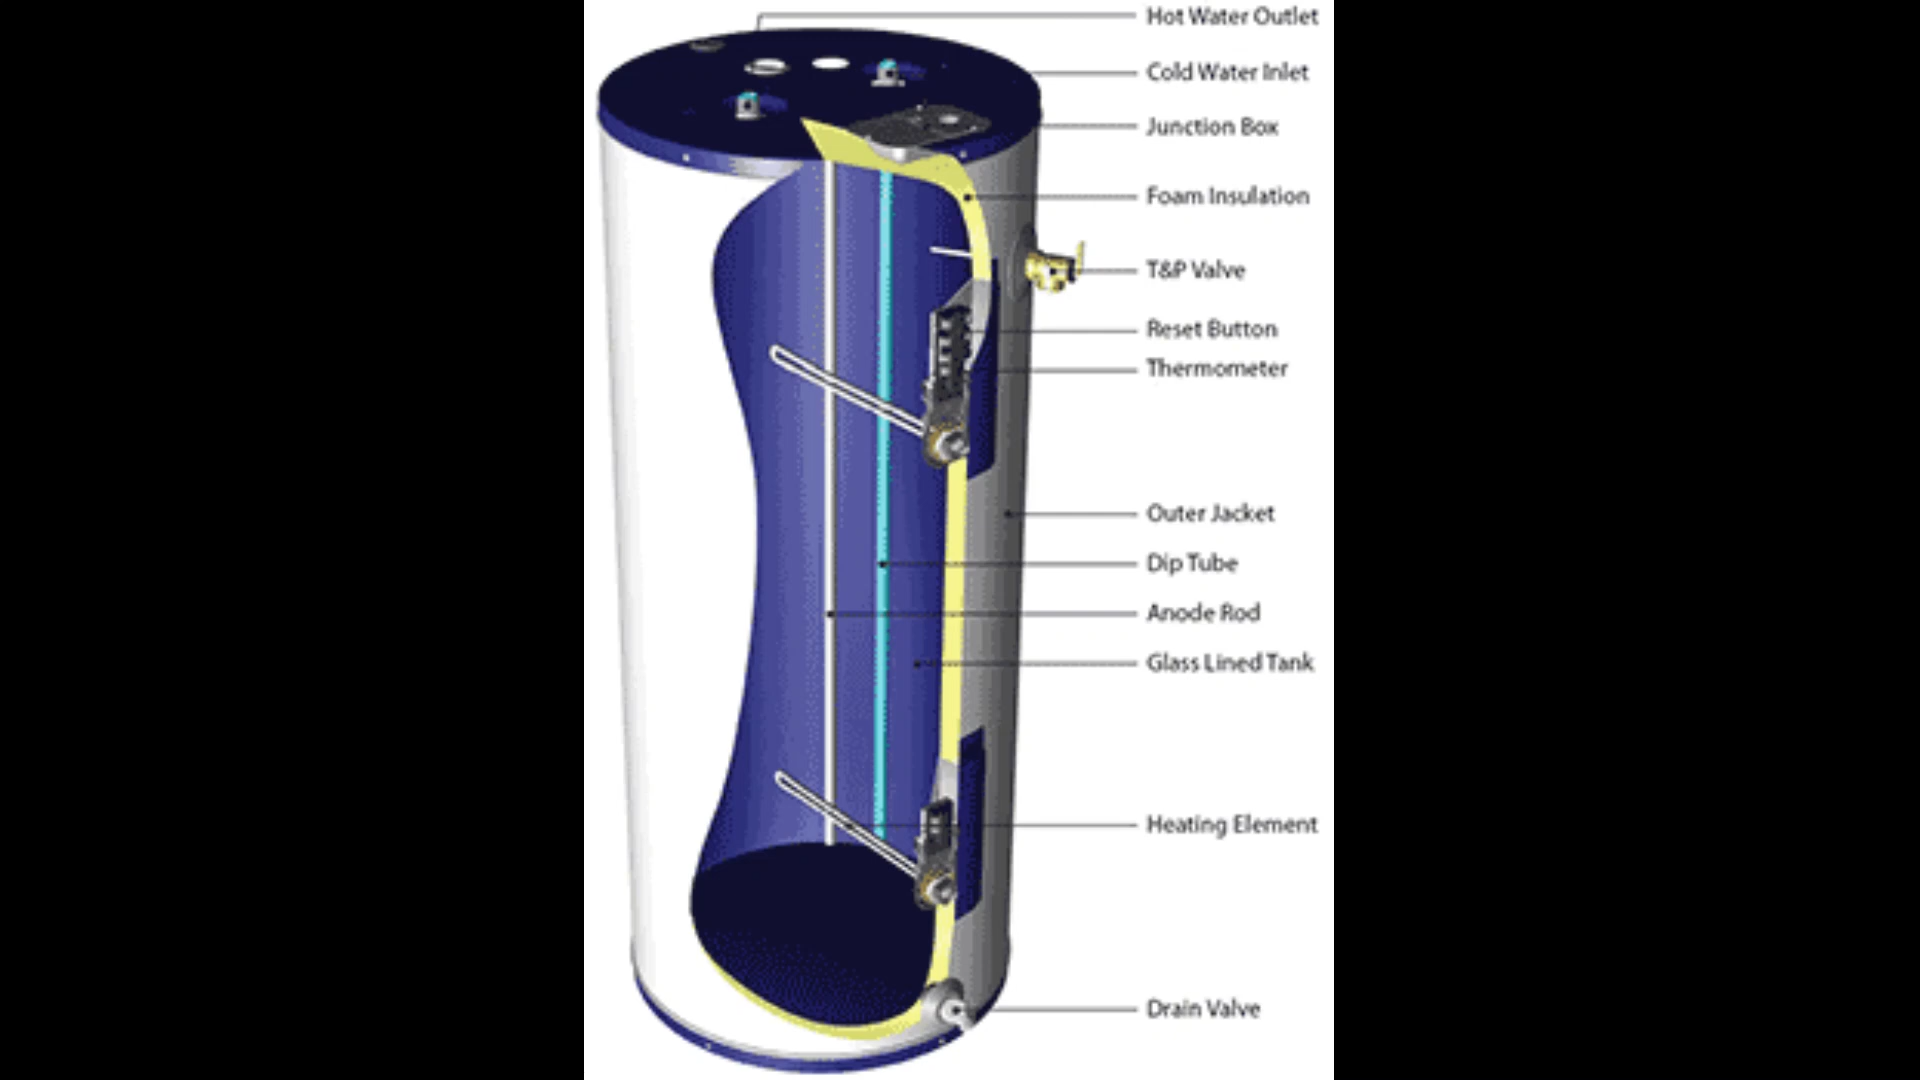 Hot Water Outlet
Cold Water Inlet
Junction Box
Foam Insulation
T&P Valve
Reset Button
Thermometer
Outer Jacket
Dip Tube
Anode Rod
Glass Lined Tank
Heating Element
Drain Valve